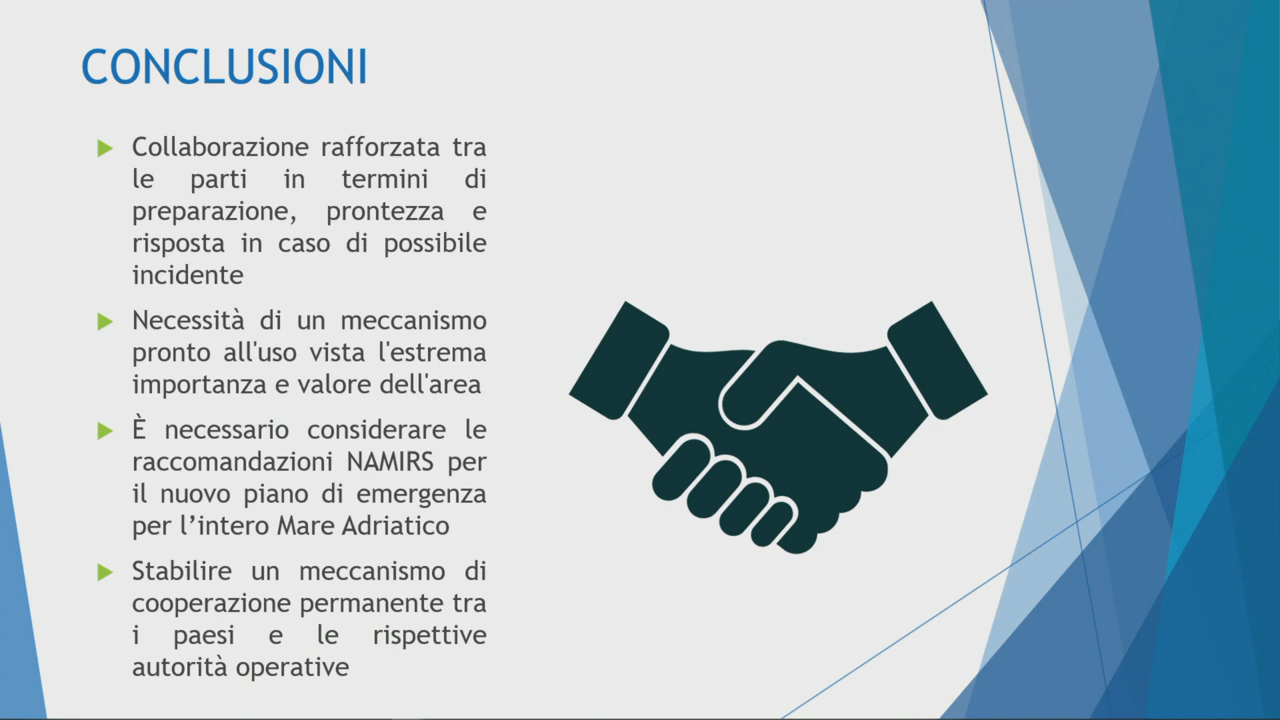 CONCLUSIONI
Collaborazione rafforzata tra
le parti in termini di
preparazione, prontezza e
risposta in caso di possibile
incidente
Necessità di un meccanismo
pronto all'uso vista l'estrema
importanza e valore dell'area
È necessario considerare le
raccomandazioni NAMIRS per
il nuovo piano di emergenza
per l’intero Mare Adriatico
Stabilire un meccanismo di
cooperazione permanente tra
i paesi e le rispettive
autorità operative